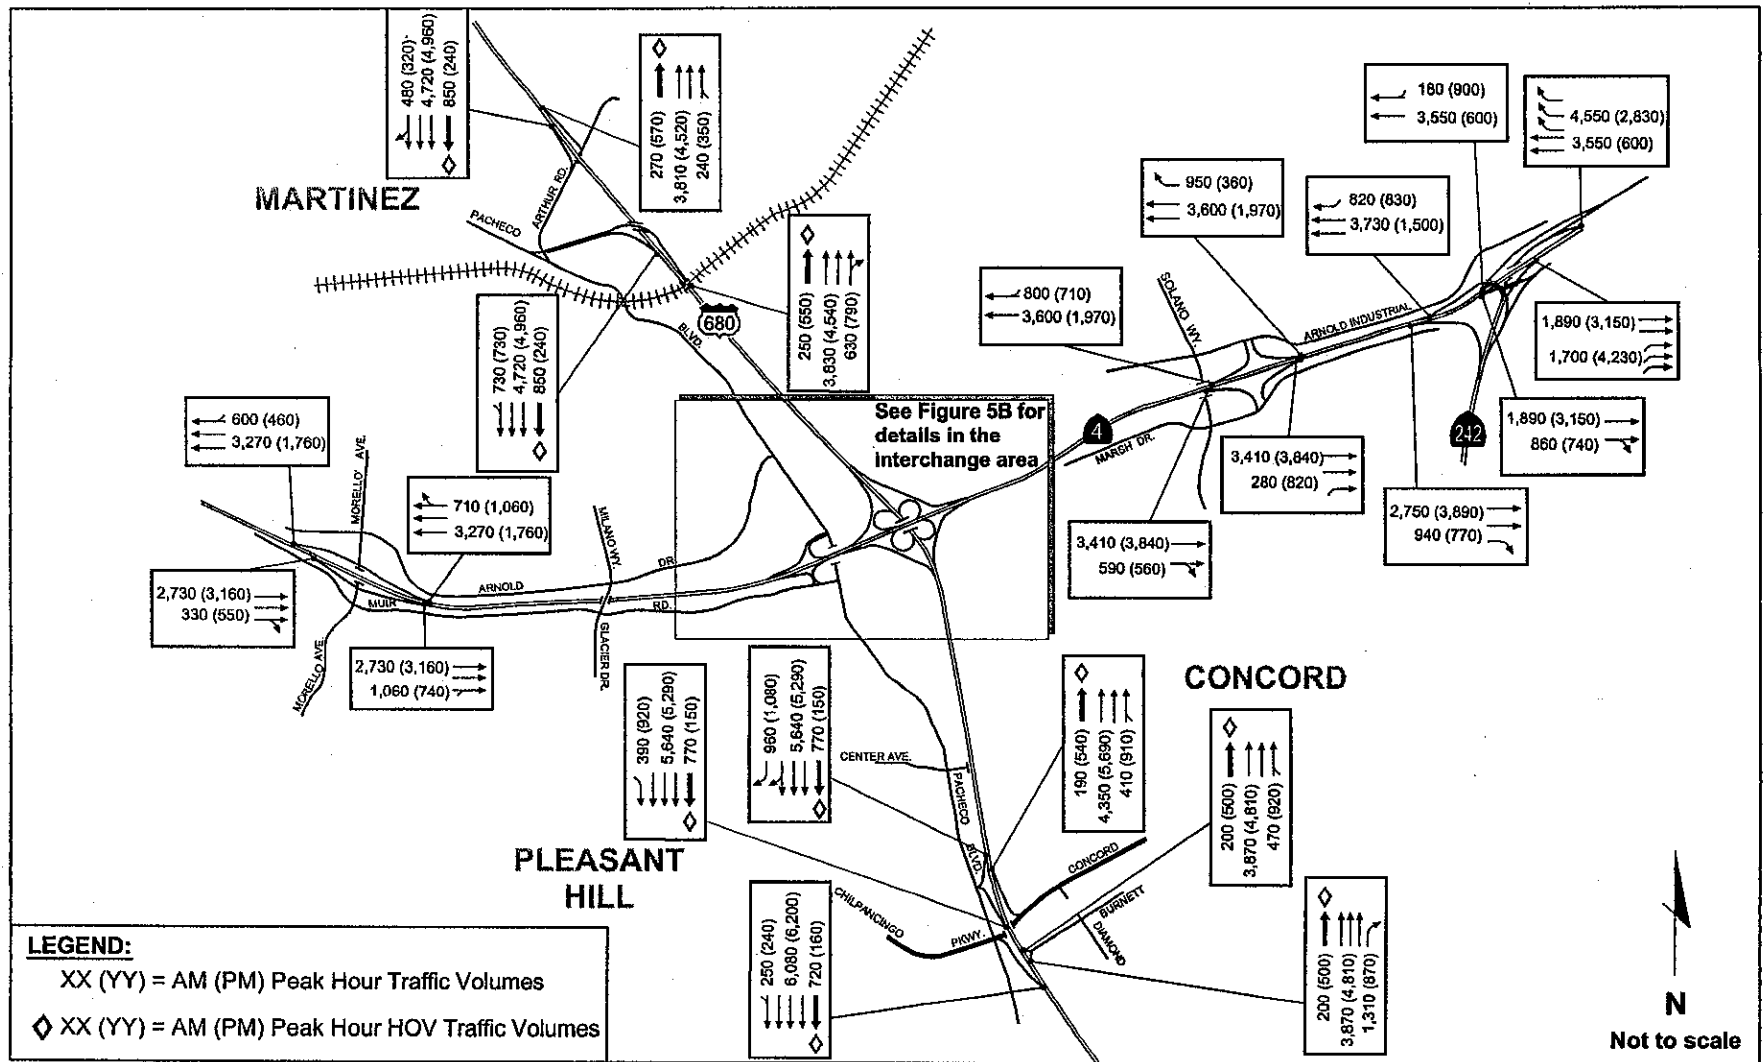 480 (320)
4,720 (4,960)
850 (240)
270 (570)
3,810 (4,520)
240 (350)
MARTINEZ
PACHECO
ARTHUR RD.
250 (550)
3,830 (44,540)
630 (790)
730 (730)
4,720 (4,960)
850 (240)
680
BLVD.
180 (900)
3,550 (600)
4,550 (2,830)
3,550 (600)
950 (360)
3,600 (1,970)
820 (830)
3,730 (1,500)
800 (710)
3,600 (1,970)
SOLANO WY.
ARNOLD INDUSTRIAL
1,890 (3,150)
1,700 (4,230)
See Figure 5B for
details in the
interchange area
4
MARSH DR.
242
1,890 (3,150)
860 (740)
3,410 (3,840)
280 (820)
2,750 (3,890)
940 (770)
3,410 (3,840)
590 (560)
600 (460)
3,270 (1,760)
MORELLO AVE.
710 (1,060)
3,270 (1,760)
MILANO WY.
ARNOLD
DR.
MUIR
RD.
GLACIER DR.
2,730 (3,160)
330 (550)
MORELLO AVE.
2,730 (3,160)
1,060 (740)
390 (920)
5,640 (5,290)
770 (150)
960 (1,080)
5,640 (5,290)
770 (150)
190 (540)
4,350 (5,690)
410 (910)
CONCORD
200 (500)
3,870 (4,810)
470 (920)
CENTER AVE.
PACHECO
BLVD.
CONCORD
BURNETT
DIAMOND
CHILPANCINGO
PKWY.
PLEASANT
HILL
250 (240)
6,080 (6,200)
720 (160)
200 (500)
3,870 (4,810)
1,310 (870)
LEGEND:
XX (YY) = AM (PM) Peak Hour Traffic Volumes
XX (YY) = AM (PM) Peak Hour HOV Traffic Volumes
N
Not to scale